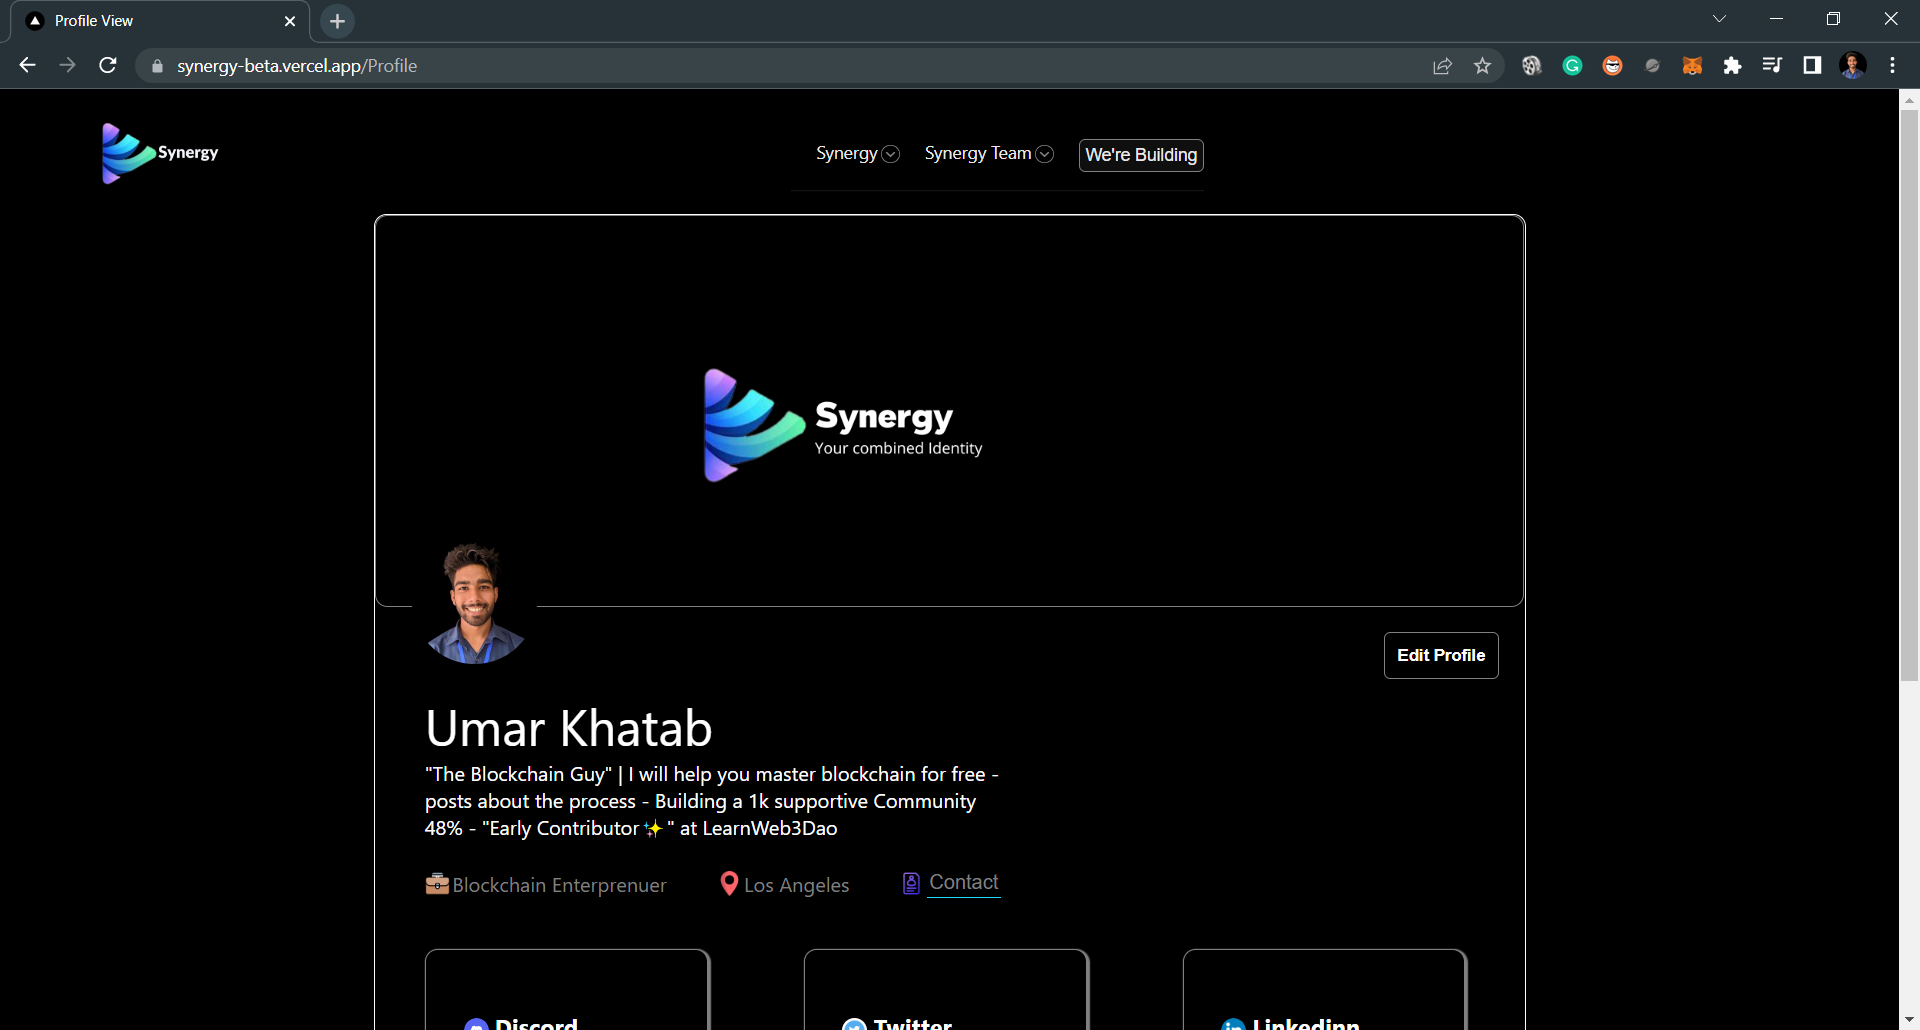 Profile View
synergy-beta.vercel.app/Profile
Synergy
Synergy
Synergy Team
We're Building
Synergy
Your combined Identity
Edit Profile
Umar Khatab
"The Blockchain Guy" | I will help you master blockchain for free -
posts about the process - Building a 1k supportive Community
48% - "Early Contributor✨" at LearnWeb3Dao
Blockchain Enterprenuer
Los Angeles
Contact
Discord
Twitter
Linkedinn